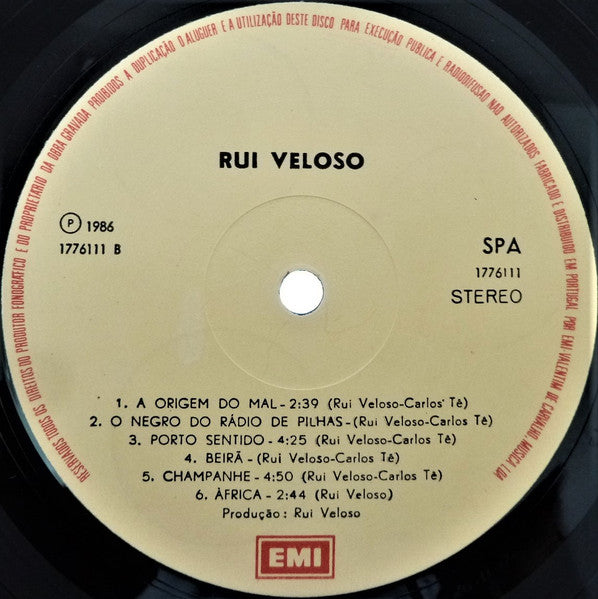 RESERVADOS TODOS OS DIREITOS DO PRODUTOR FONOGRÁFICO E DO PROPRIETÁRIO DA OBRA GRAVADA PROIBIDOS A DUPLICAÇÃO O ALUGUER E A UTILIZAÇÃO DESTE DISCO PARA EXECUÇÃO PUBLICA E RADIODIFUSÃO NÃO AUTORIZADOS FABRICADO E DISTRIBUIDO EM PORTUGAL POR EMI-VALENTIM DE CARVALHO, MUSICA LDA
RUI VELOSO
Ⓟ 1986
1776111 B
SPA
1776111
STEREO
1. A ORIGEM DO MAL - 2:39 (Rui Veloso-Carlos Tê)
2. O NEGRO DO RÁDIO DE PILHAS - (Rui Veloso-Carlos Tê)
3. PORTO SENTIDO - 4:25 (Rui Veloso-Carlos Tê)
4. BEIRÃ - (Rui Veloso-Carlos Tê)
5. CHAMPANHE - 4:50 (Rui Veloso-Carlos Tê)
6. ÁFRICA - 2:44 (Rui Veloso)
Produção: Rui Veloso
EMI